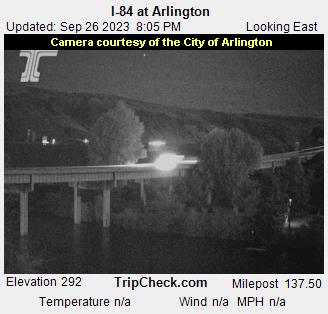 I-84 at Arlington
Updated: Sep 26 2023 8:05 PM Looking East
Camera courtesy of the City of Arlington
Elevation 292 TripCheck.com Milepost 137.50
Temperature n/a Wind n/a MPH n/a